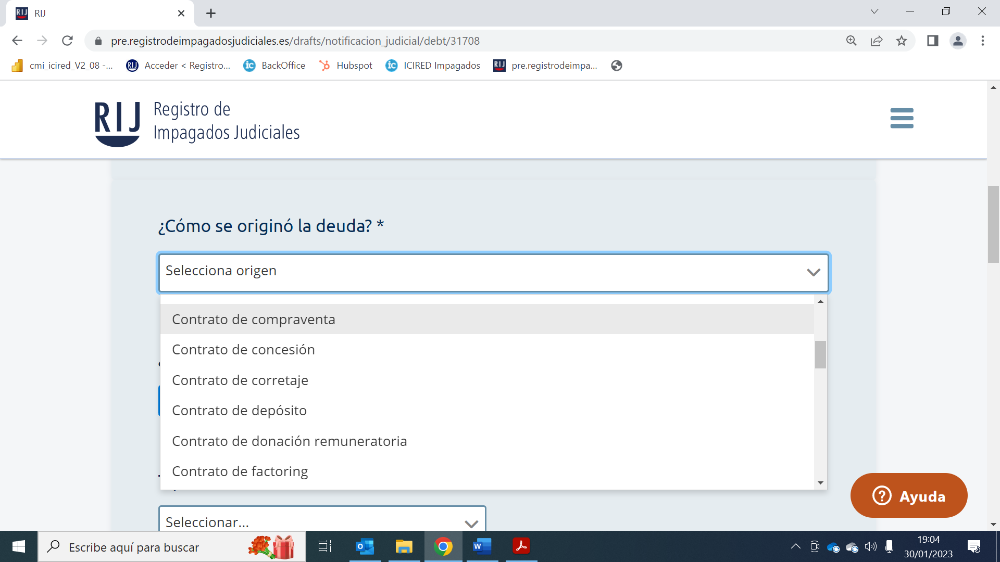 RIJ
pre.registrodeimpagadosjudiciales.es/drafts/notificacion_judicial/debt/31708
cmi_icired_V2_08 -...
Acceder < Registro...
BackOffice
Hubspot
ICIRED Impagados
pre.registrodeimpa...
RIJ
Registro de
Impagados Judiciales
¿Cómo se originó la deuda? *
Selecciona origen
Contrato de compraventa
Contrato de concesión
Contrato de corretaje
Contrato de depósito
Contrato de donación remuneratoria
Contrato de factoring
Ayuda
Seleccionar...
Escribe aquí para buscar
19:04
30/01/2023